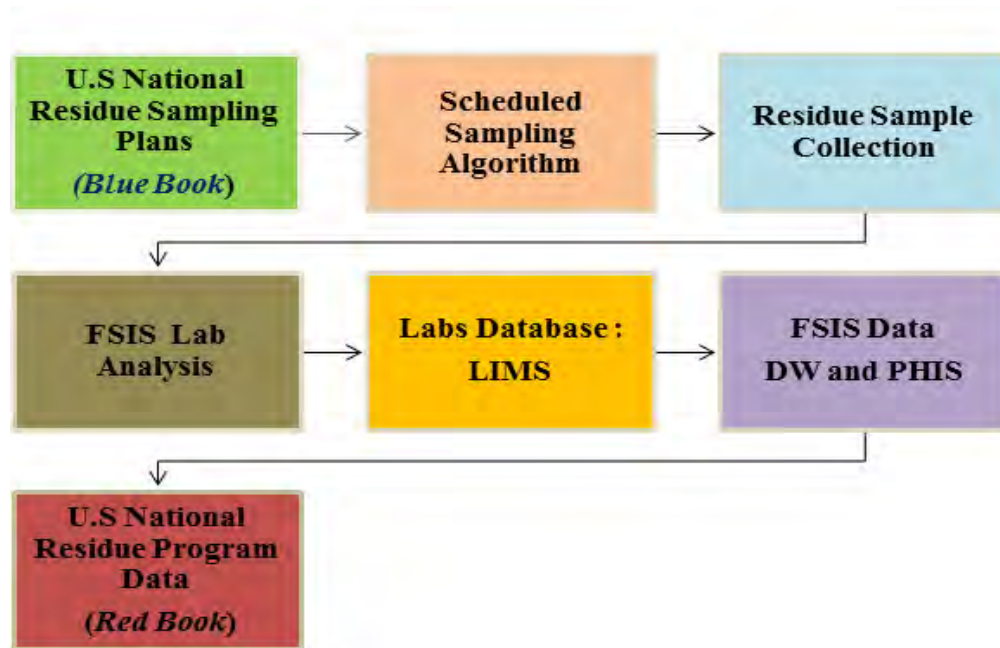 U.S National
Residue Sampling
Plans
(Blue Book)
Scheduled
Sampling
Algorithm
Residue Sample
Collection
FSIS Lab
Analysis
Labs Database :
LIMS
FSIS Data
DW and PHIS
U.S National
Residue Program
Data
(Red Book)